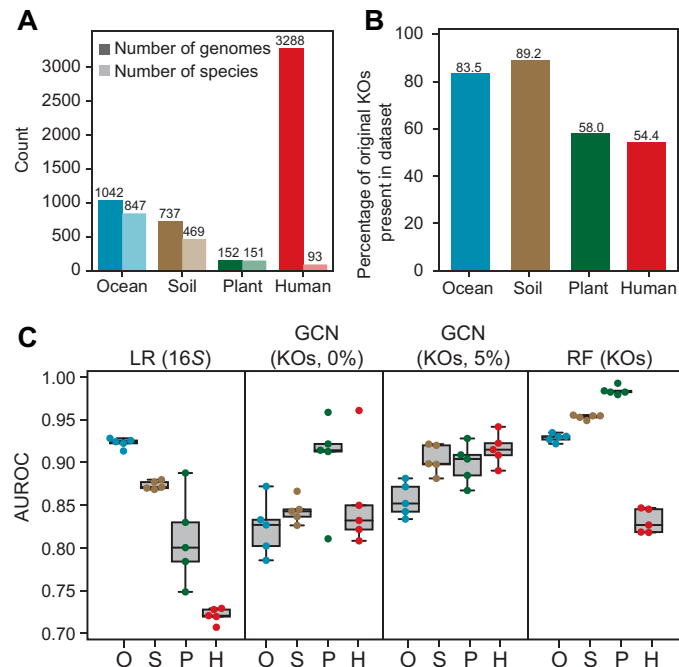 A
Number of genomes
Number of species
3288
3000
2500
2000
1500
1000
500
0
Count
1042
847
737
469
152
151
93
Ocean
Soil
Plant
Human
B
Percentage of original KOs
present in dataset
100
80
60
40
20
0
83.5
89.2
58.0
54.4
Ocean
Soil
Plant
Human
C
LR (16S)
GCN
(KOs, 0%)
GCN
(KOs, 5%)
RF (KOs)
AUROC
1.00
0.95
0.90
0.85
0.80
0.75
0.70
O S P H
O S P H
O S P H
O S P H